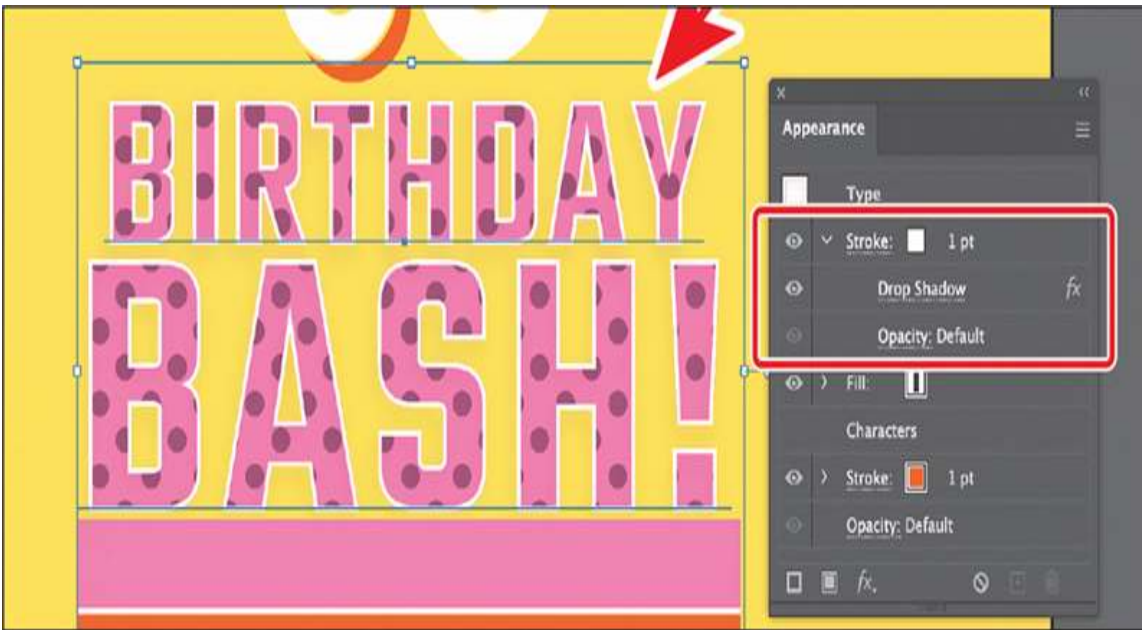 BIRTHDAY
BASH!
Appearance
Type
Stroke: 1 pt
Drop Shadow fx
Opacity: Default
Fill:
Characters
Stroke: 1 pt
Opacity: Default
fx.